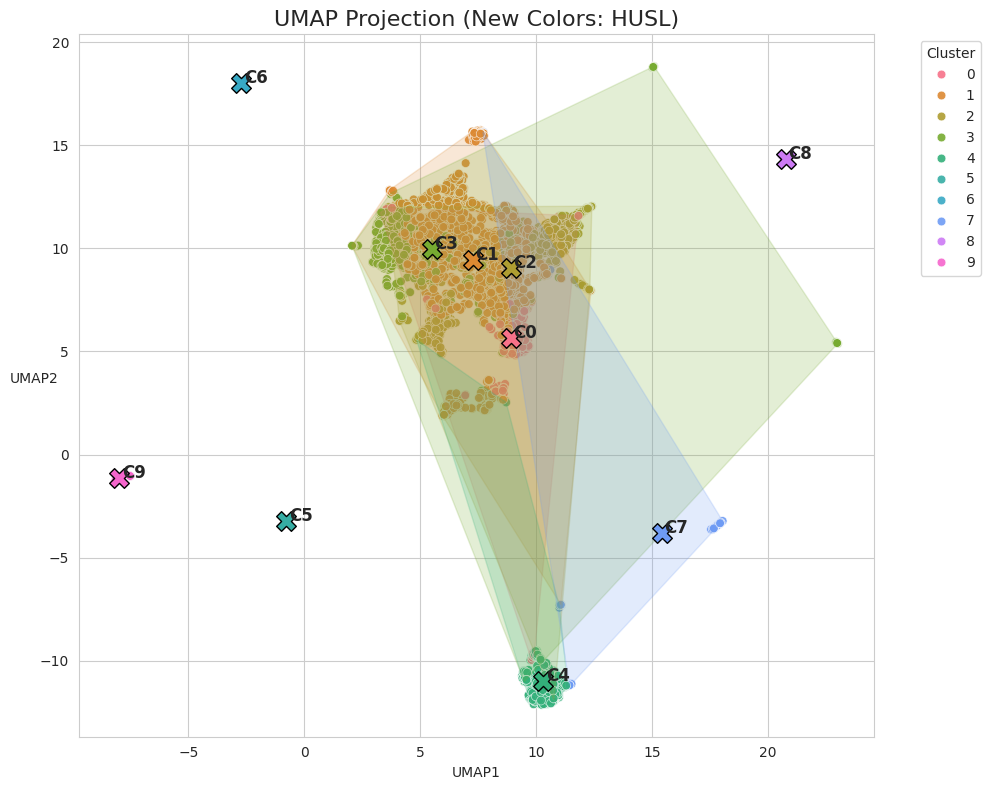 UMAP Projection (New Colors: HUSL)
20
15
10
5
0
−5
−10
UMAP2
−5
0
5
10
15
20
UMAP1
C6
C8
C3
C1
C2
C0
C9
C5
C7
C4
Cluster
0
1
2
3
4
5
6
7
8
9